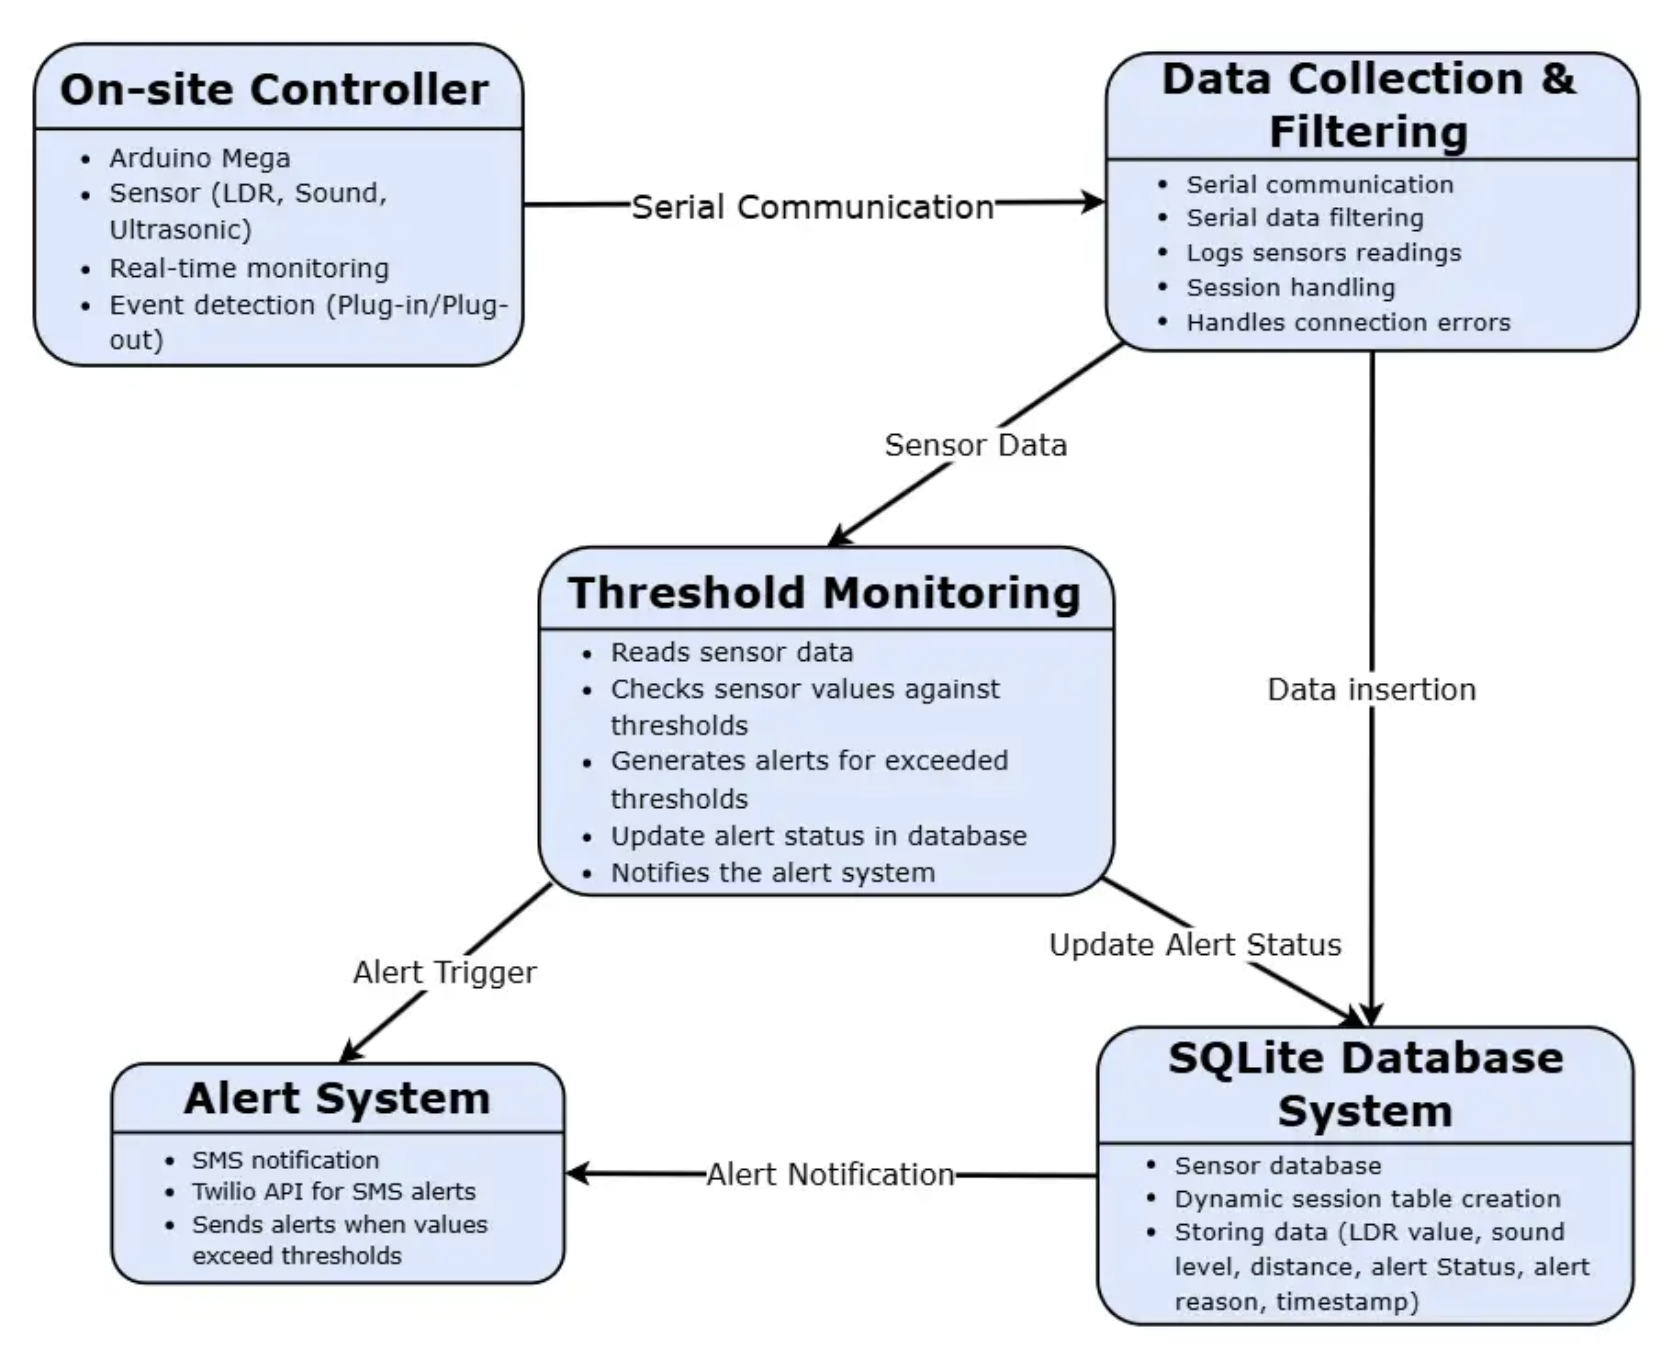 On-site Controller
• Arduino Mega
• Sensor (LDR, Sound,
Ultrasonic)
• Real-time monitoring
• Event detection (Plug-in/Plug-
out)
Serial Communication
Data Collection &
Filtering
• Serial communication
• Serial data filtering
• Logs sensors readings
• Session handling
• Handles connection errors
Sensor Data
Threshold Monitoring
• Reads sensor data
• Checks sensor values against
thresholds
• Generates alerts for exceeded
thresholds
• Update alert status in database
• Notifies the alert system
Data insertion
Alert Trigger
Update Alert Status
Alert System
• SMS notification
• Twilio API for SMS alerts
• Sends alerts when values
exceed thresholds
Alert Notification
SQLite Database
System
• Sensor database
• Dynamic session table creation
• Storing data (LDR value, sound
level, distance, alert Status, alert
reason, timestamp)